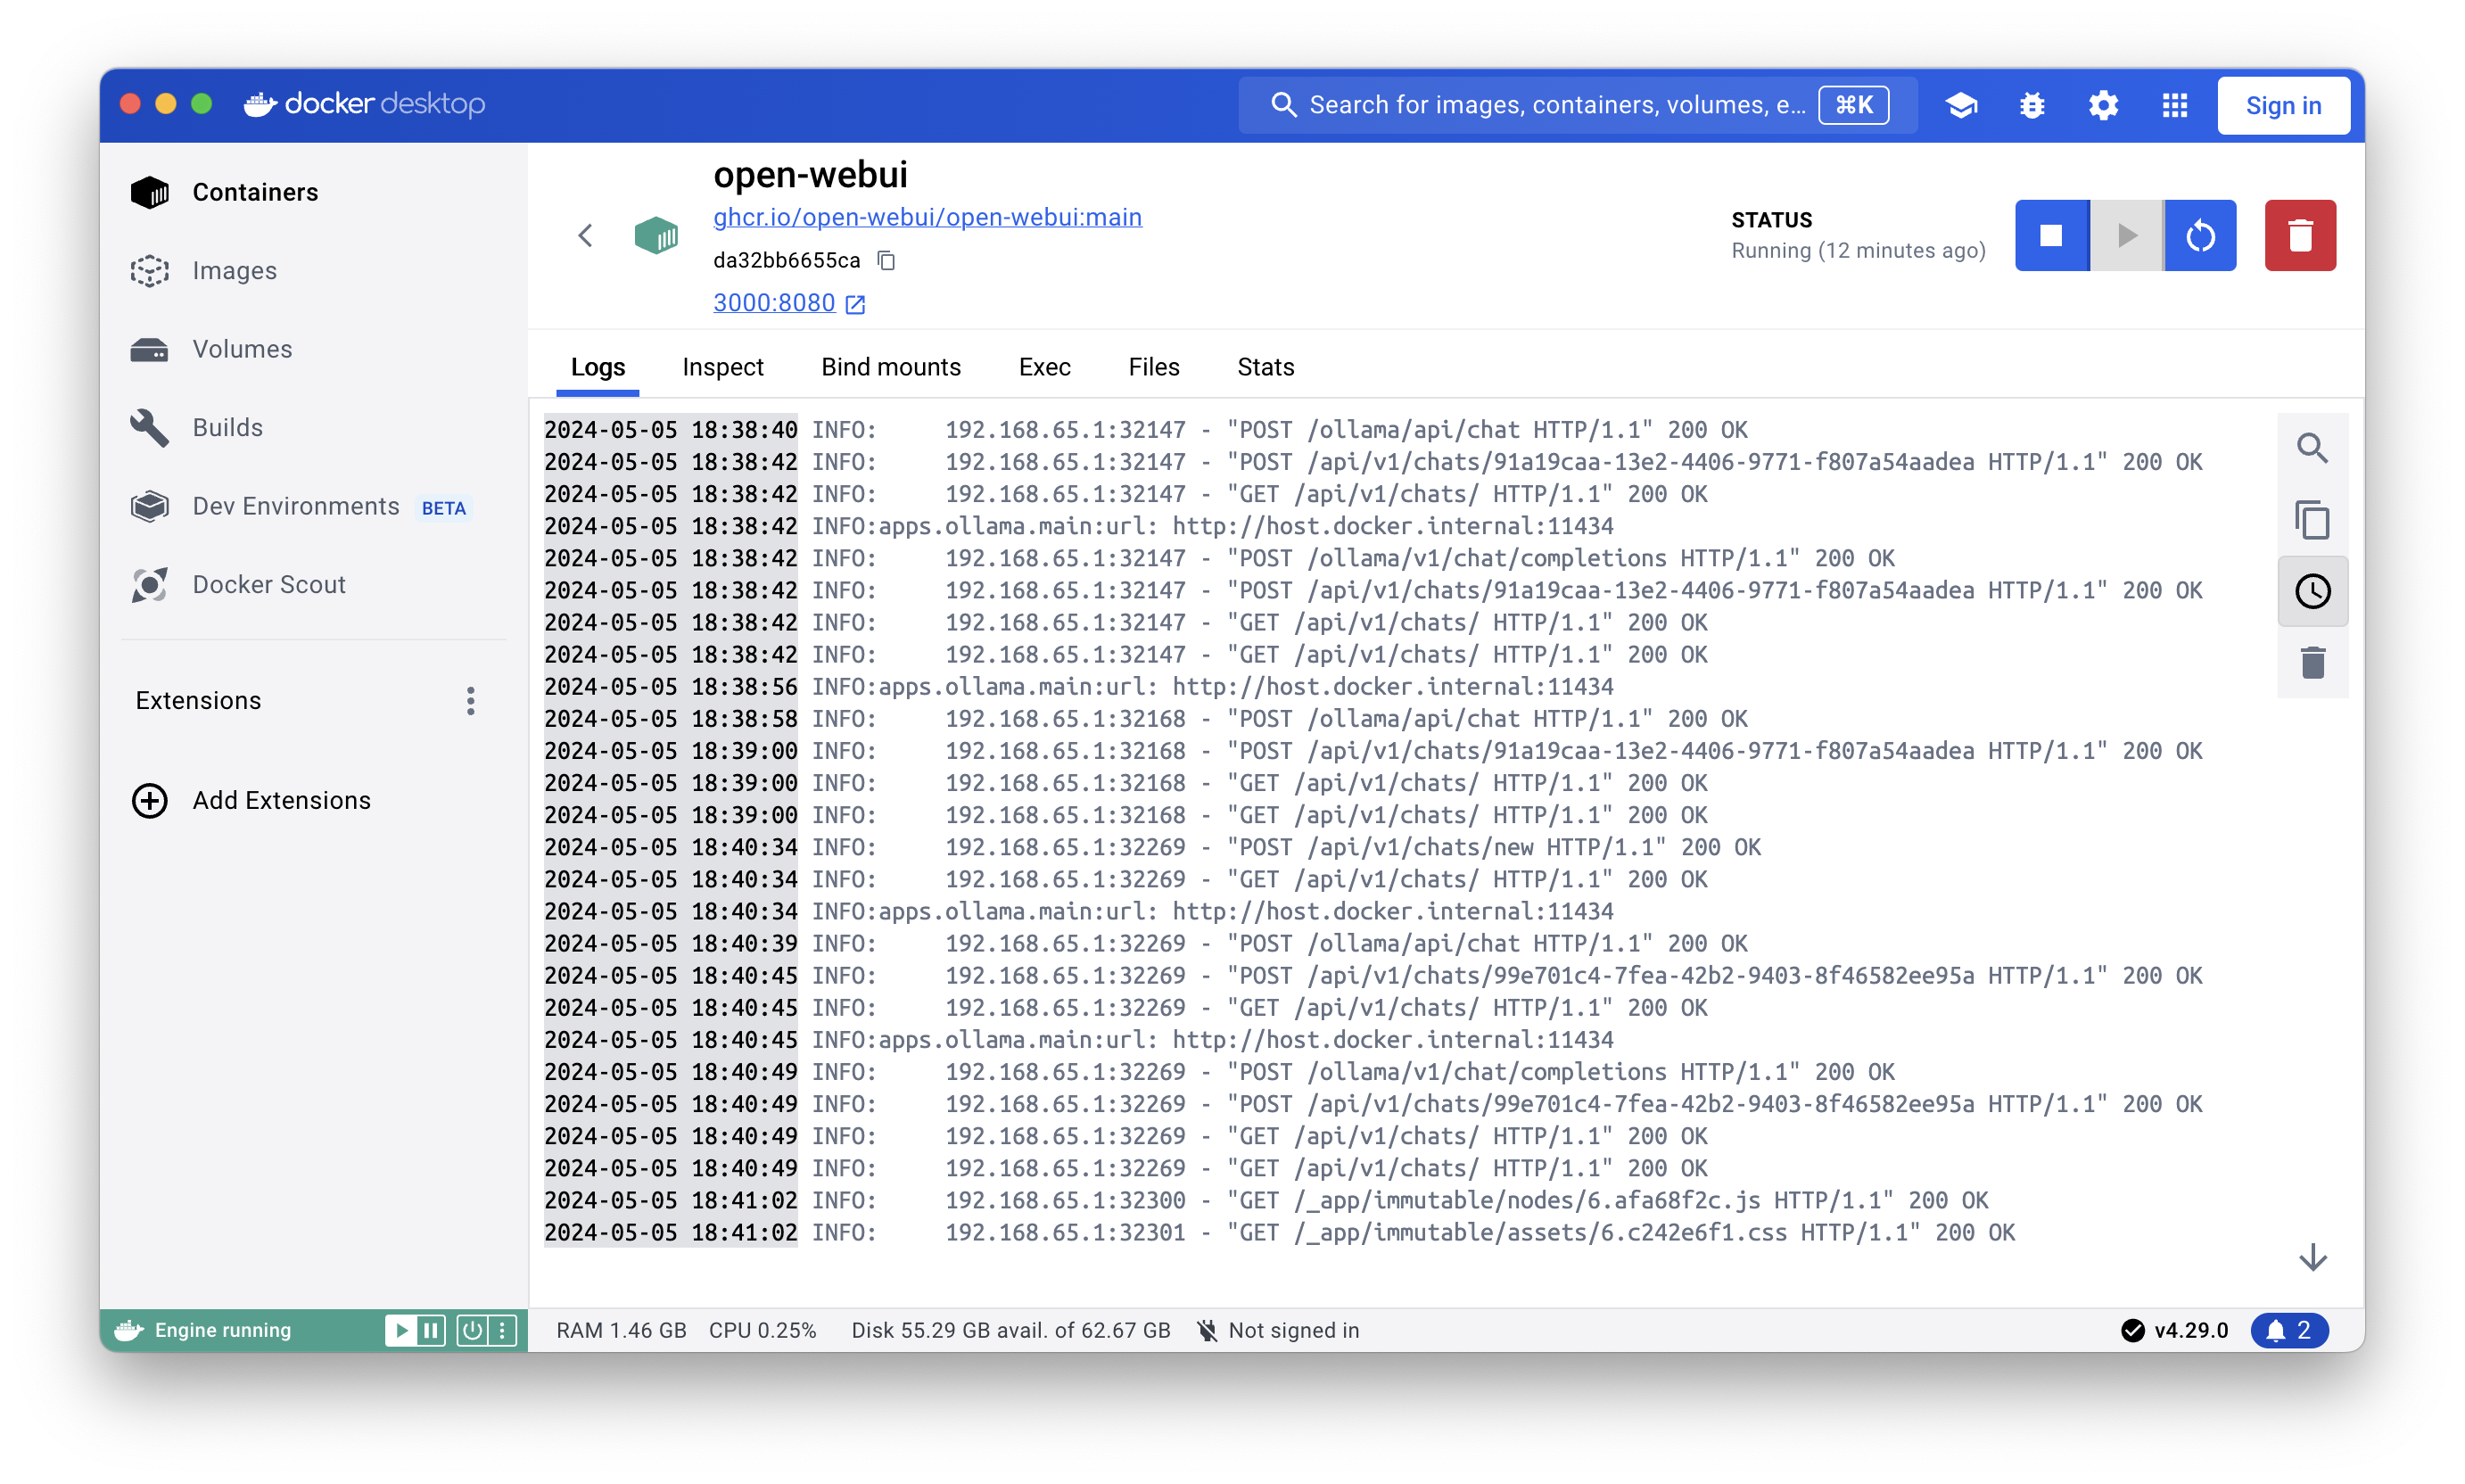 docker desktop
Search for images, containers, volumes, e... ⌘K
Sign in
Containers
Images
Volumes
Builds
Dev Environments BETA
Docker Scout
Extensions
Add Extensions
open-webui
ghcr.io/open-webui/open-webui:main
da32bb6655ca
3000:8080
STATUS
Running (12 minutes ago)
Logs Inspect Bind mounts Exec Files Stats
2024-05-05 18:38:40 INFO:     192.168.65.1:32147 - "POST /ollama/api/chat HTTP/1.1" 200 OK
2024-05-05 18:38:42 INFO:     192.168.65.1:32147 - "POST /api/v1/chats/91a19caa-13e2-4406-9771-f807a54aadea HTTP/1.1" 200 OK
2024-05-05 18:38:42 INFO:     192.168.65.1:32147 - "GET /api/v1/chats/ HTTP/1.1" 200 OK
2024-05-05 18:38:42 INFO:apps.ollama.main:url: http://host.docker.internal:11434
2024-05-05 18:38:42 INFO:     192.168.65.1:32147 - "POST /ollama/v1/chat/completions HTTP/1.1" 200 OK
2024-05-05 18:38:42 INFO:     192.168.65.1:32147 - "POST /api/v1/chats/91a19caa-13e2-4406-9771-f807a54aadea HTTP/1.1" 200 OK
2024-05-05 18:38:42 INFO:     192.168.65.1:32147 - "GET /api/v1/chats/ HTTP/1.1" 200 OK
2024-05-05 18:38:42 INFO:     192.168.65.1:32147 - "GET /api/v1/chats/ HTTP/1.1" 200 OK
2024-05-05 18:38:56 INFO:apps.ollama.main:url: http://host.docker.internal:11434
2024-05-05 18:38:58 INFO:     192.168.65.1:32168 - "POST /ollama/api/chat HTTP/1.1" 200 OK
2024-05-05 18:39:00 INFO:     192.168.65.1:32168 - "POST /api/v1/chats/91a19caa-13e2-4406-9771-f807a54aadea HTTP/1.1" 200 OK
2024-05-05 18:39:00 INFO:     192.168.65.1:32168 - "GET /api/v1/chats/ HTTP/1.1" 200 OK
2024-05-05 18:39:00 INFO:     192.168.65.1:32168 - "GET /api/v1/chats/ HTTP/1.1" 200 OK
2024-05-05 18:40:34 INFO:     192.168.65.1:32269 - "POST /api/v1/chats/new HTTP/1.1" 200 OK
2024-05-05 18:40:34 INFO:     192.168.65.1:32269 - "GET /api/v1/chats/ HTTP/1.1" 200 OK
2024-05-05 18:40:34 INFO:apps.ollama.main:url: http://host.docker.internal:11434
2024-05-05 18:40:39 INFO:     192.168.65.1:32269 - "POST /ollama/api/chat HTTP/1.1" 200 OK
2024-05-05 18:40:45 INFO:     192.168.65.1:32269 - "POST /api/v1/chats/99e701c4-7fea-42b2-9403-8f46582ee95a HTTP/1.1" 200 OK
2024-05-05 18:40:45 INFO:     192.168.65.1:32269 - "GET /api/v1/chats/ HTTP/1.1" 200 OK
2024-05-05 18:40:45 INFO:apps.ollama.main:url: http://host.docker.internal:11434
2024-05-05 18:40:49 INFO:     192.168.65.1:32269 - "POST /ollama/v1/chat/completions HTTP/1.1" 200 OK
2024-05-05 18:40:49 INFO:     192.168.65.1:32269 - "POST /api/v1/chats/99e701c4-7fea-42b2-9403-8f46582ee95a HTTP/1.1" 200 OK
2024-05-05 18:40:49 INFO:     192.168.65.1:32269 - "GET /api/v1/chats/ HTTP/1.1" 200 OK
2024-05-05 18:40:49 INFO:     192.168.65.1:32269 - "GET /api/v1/chats/ HTTP/1.1" 200 OK
2024-05-05 18:41:02 INFO:     192.168.65.1:32300 - "GET /_app/immutable/nodes/6.afa68f2c.js HTTP/1.1" 200 OK
2024-05-05 18:41:02 INFO:     192.168.65.1:32301 - "GET /_app/immutable/assets/6.c242e6f1.css HTTP/1.1" 200 OK
Engine running
RAM 1.46 GB CPU 0.25% Disk 55.29 GB avail. of 62.67 GB Not signed in
v4.29.0 2